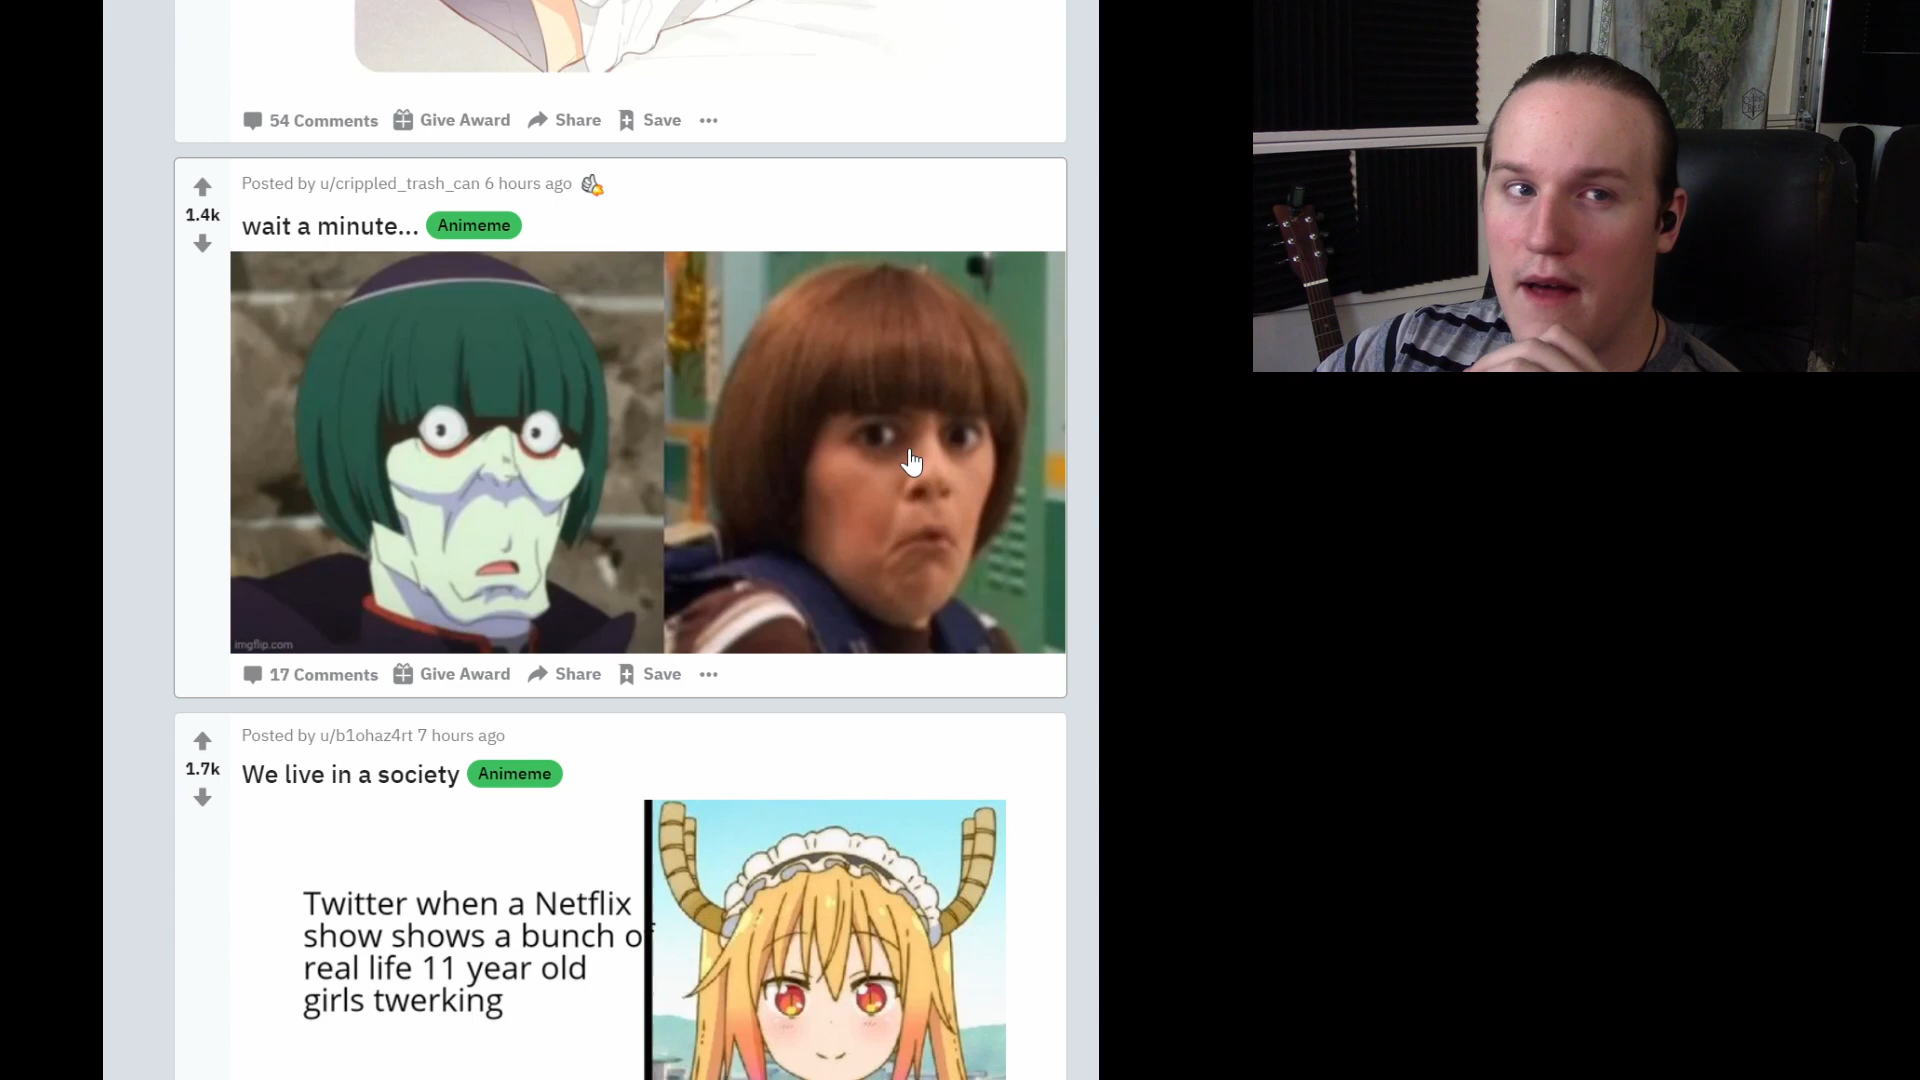 54 Comments Give Award Share Save
Posted by u/crippled_trash_can 6 hours ago
1.4k
wait a minute... Animeme
imgflip.com
17 Comments Give Award Share Save
Posted by u/b1ohaz4rt 7 hours ago
1.7k
We live in a society Animeme
Twitter when a Netflix
show shows a bunch of
real life 11 year old
girls twerking